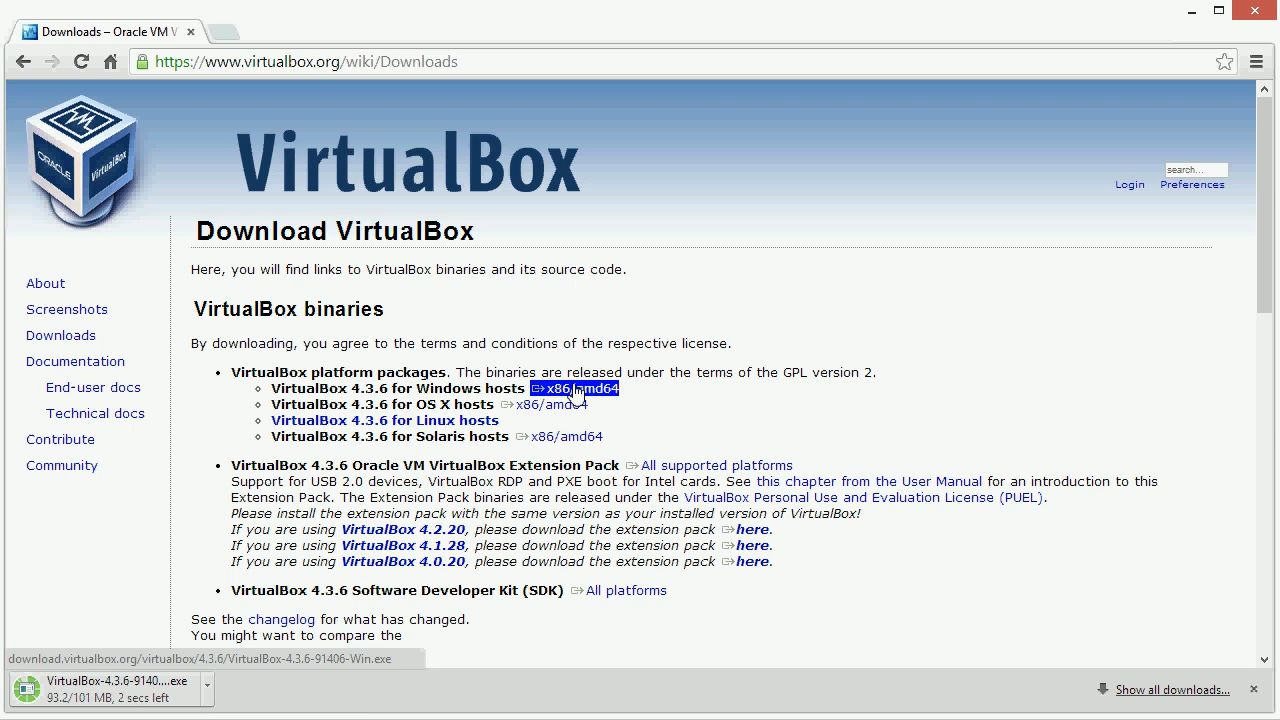 Downloads – Oracle VM V
https://www.virtualbox.org/wiki/Downloads
ORACLE
VirtualBox
VirtualBox
search...
Login Preferences
Download VirtualBox
Here, you will find links to VirtualBox binaries and its source code.
About
Screenshots
Downloads
Documentation
End-user docs
Technical docs
Contribute
Community
VirtualBox binaries
By downloading, you agree to the terms and conditions of the respective license.
• VirtualBox platform packages. The binaries are released under the terms of the GPL version 2.
VirtualBox 4.3.6 for Windows hosts x86/amd64
VirtualBox 4.3.6 for OS X hosts x86/amd64
VirtualBox 4.3.6 for Linux hosts
VirtualBox 4.3.6 for Solaris hosts x86/amd64
• VirtualBox 4.3.6 Oracle VM VirtualBox Extension Pack All supported platforms
Support for USB 2.0 devices, VirtualBox RDP and PXE boot for Intel cards. See this chapter from the User Manual for an introduction to this
Extension Pack. The Extension Pack binaries are released under the VirtualBox Personal Use and Evaluation License (PUEL).
Please install the extension pack with the same version as your installed version of VirtualBox!
If you are using VirtualBox 4.2.20, please download the extension pack here.
If you are using VirtualBox 4.1.28, please download the extension pack here.
If you are using VirtualBox 4.0.20, please download the extension pack here.
• VirtualBox 4.3.6 Software Developer Kit (SDK) All platforms
See the changelog for what has changed.
You might want to compare the
download.virtualbox.org/virtualbox/4.3.6/VirtualBox-4.3.6-91406-Win.exe
VirtualBox-4.3.6-9140....exe
93.2/101 MB, 2 secs left
Show all downloads...